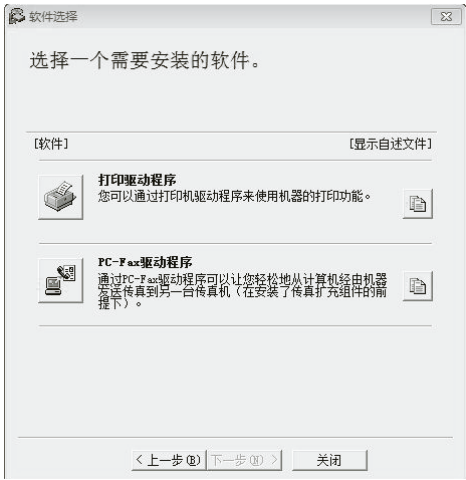 软件选择
选择一个需要安装的软件。
[软件] [显示自述文件]
打印驱动程序
您可以通过打印机驱动程序来使用机器的打印功能。
PC-Fax驱动程序
通过PC-Fax驱动程序可以让您轻松地从计算机经由机器
发送传真到另一台传真机（在安装了传真扩充组件的前
提下）。
<上一步(B) 下一步(N)> 关闭